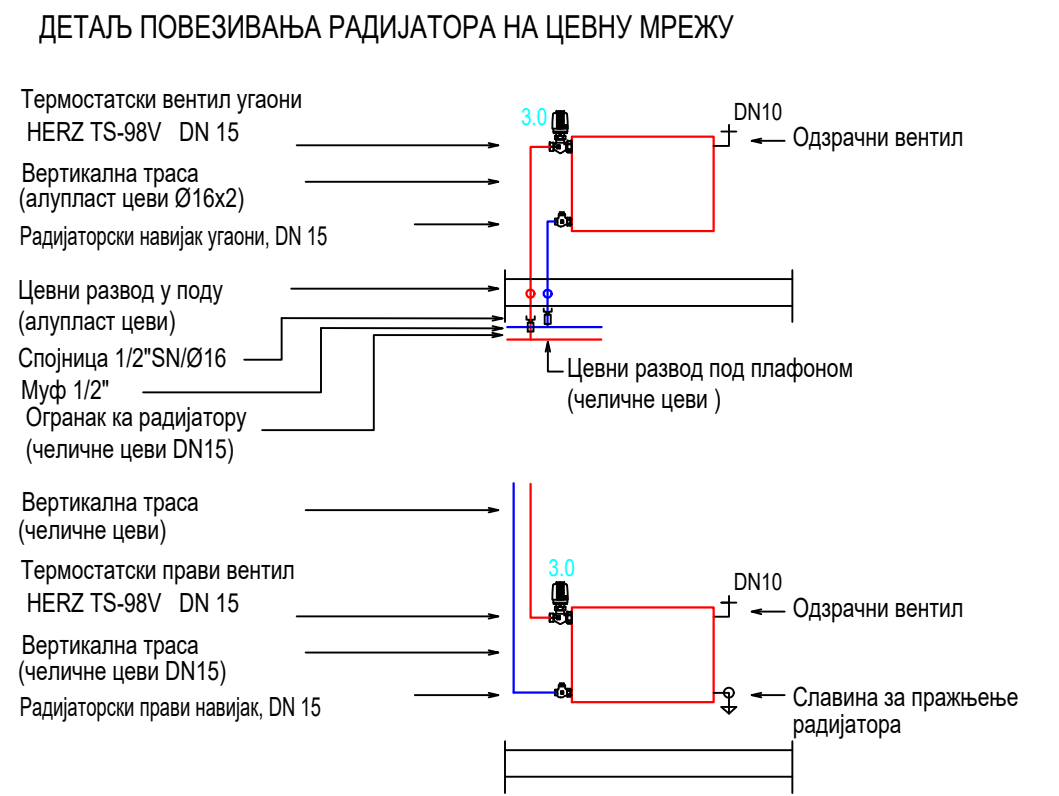 ДЕТАЉ ПОВЕЗИВАЊА РАДИЈАТОРА НА ЦЕВНУ МРЕЖУ
Термостатски вентил угаони
HERZ TS-98V DN 15
Вертикална траса
(алупласт цеви Ø16x2)
Радијаторски навијак угаони, DN 15
Цевни развод у поду
(алупласт цеви)
Спојница 1/2"SN/Ø16
Муф 1/2"
Огранак ка радијатору
(челичне цеви DN15)
3.0
DN10
Одзрачни вентил
Цевни развод под плафоном
(челичне цеви )
Вертикална траса
(челичне цеви)
Термостатски прави вентил
HERZ TS-98V DN 15
Вертикална траса
(челичне цеви DN15)
Радијаторски прави навијак, DN 15
3.0
DN10
Одзрачни вентил
Славина за пражњење
радијатора